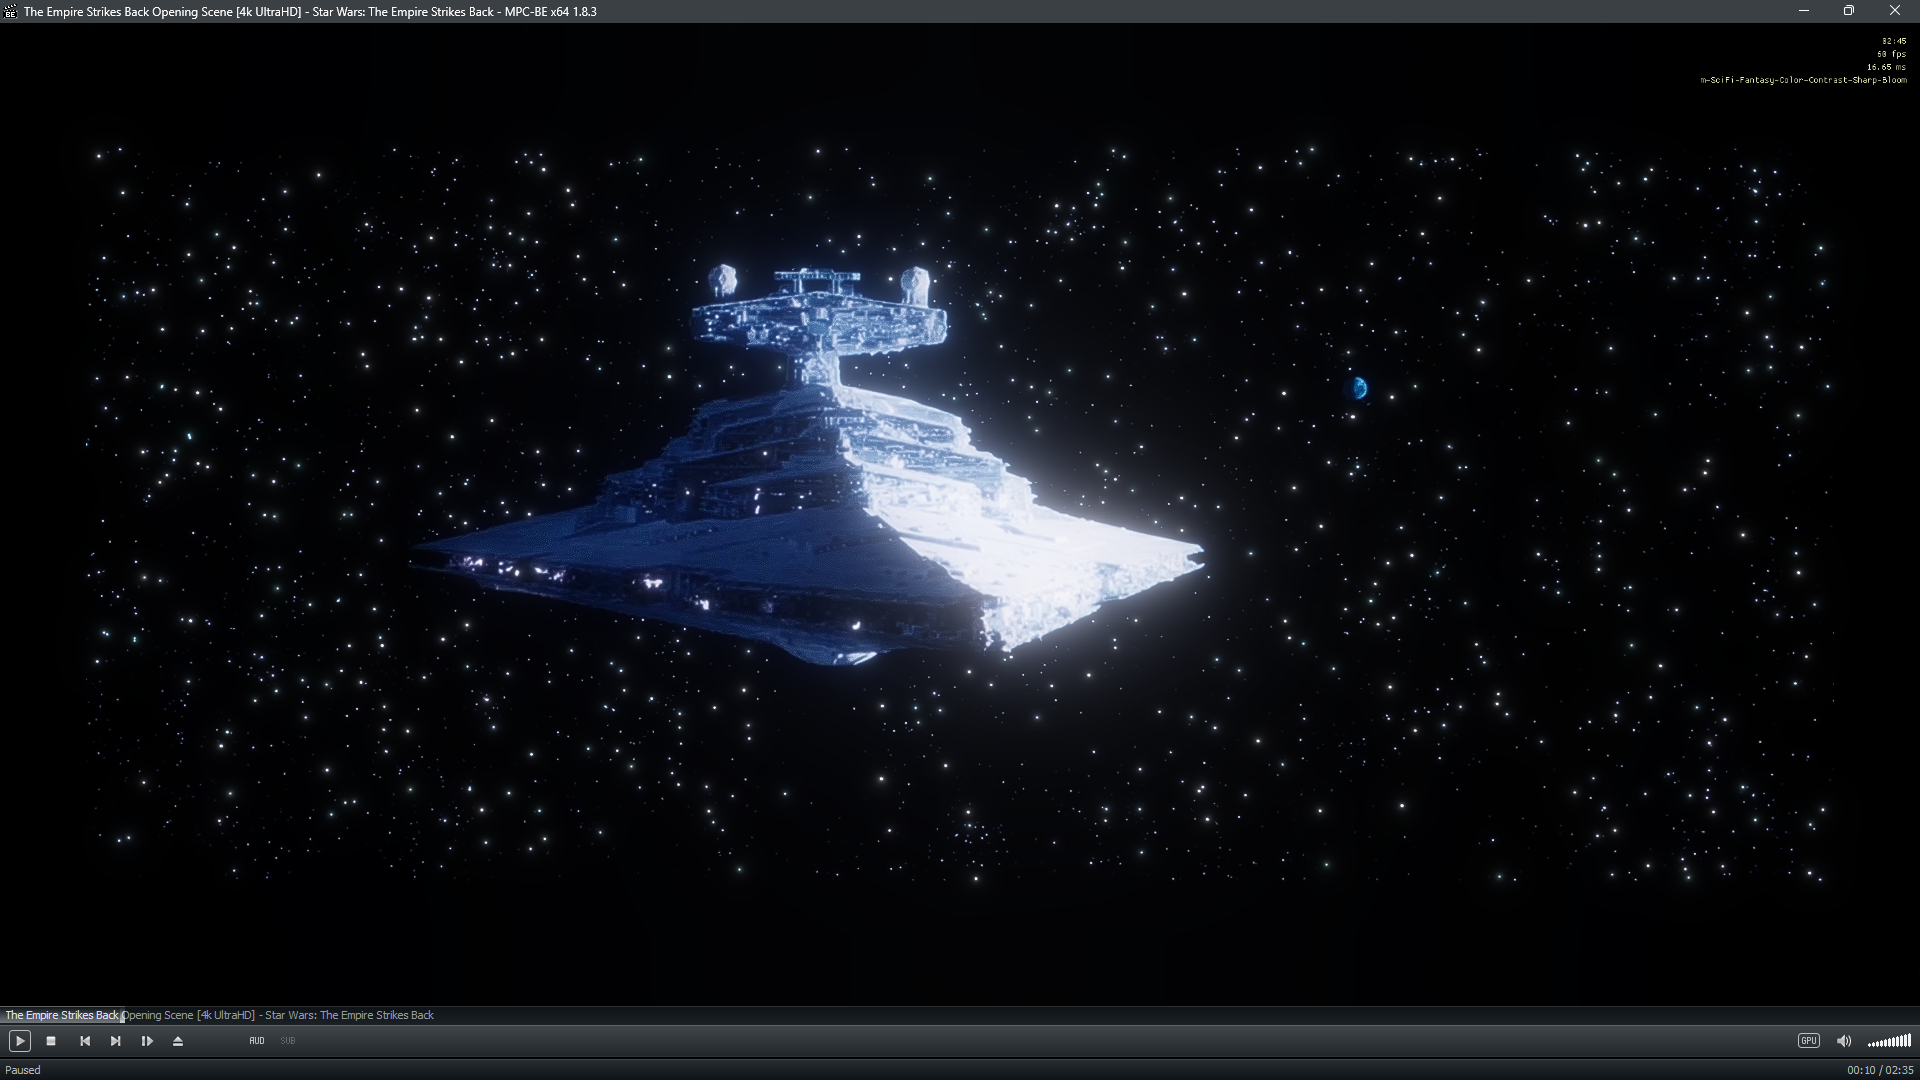 The Empire Strikes Back Opening Scene [4k UltraHD] - Star Wars: The Empire Strikes Back - MPC-BE x64 1.8.3
02:45
60 fps
16.65 ms
m-SciFi-Fantasy-Color-Contrast-Sharp-Bloom
The Empire Strikes Back Opening Scene [4k UltraHD] - Star Wars: The Empire Strikes Back
AUD SUB GPU
Paused 00:10 / 02:35